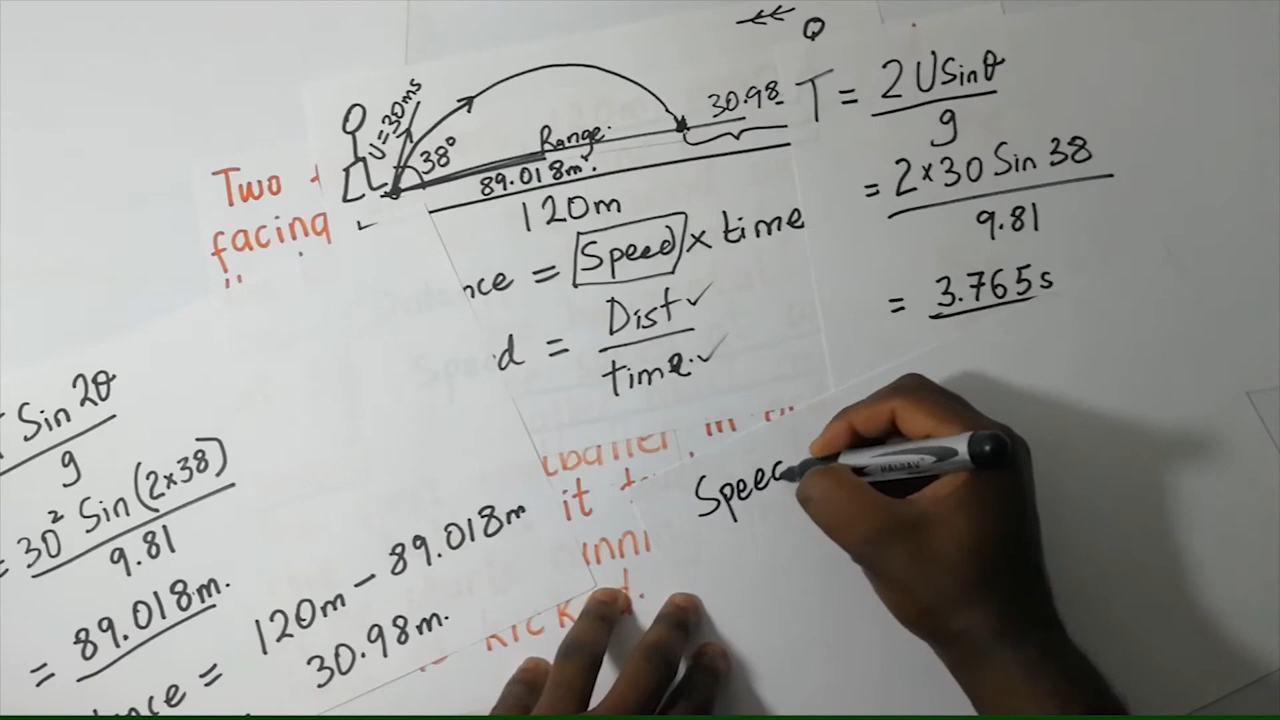 Q
U=30ms
38°
Range.
30.98
89.018m.
120m
Two
facing
= Speed × time
= Dist ✓
time. ✓
T = 2 U Sin θ
g
= 2×30 Sin 38
9.81
= 3.765s
Sin 2θ
g
= 30² Sin (2×38)
9.81
= 89.018m.
= 120m - 89.018m
30.98m.
it
Speed